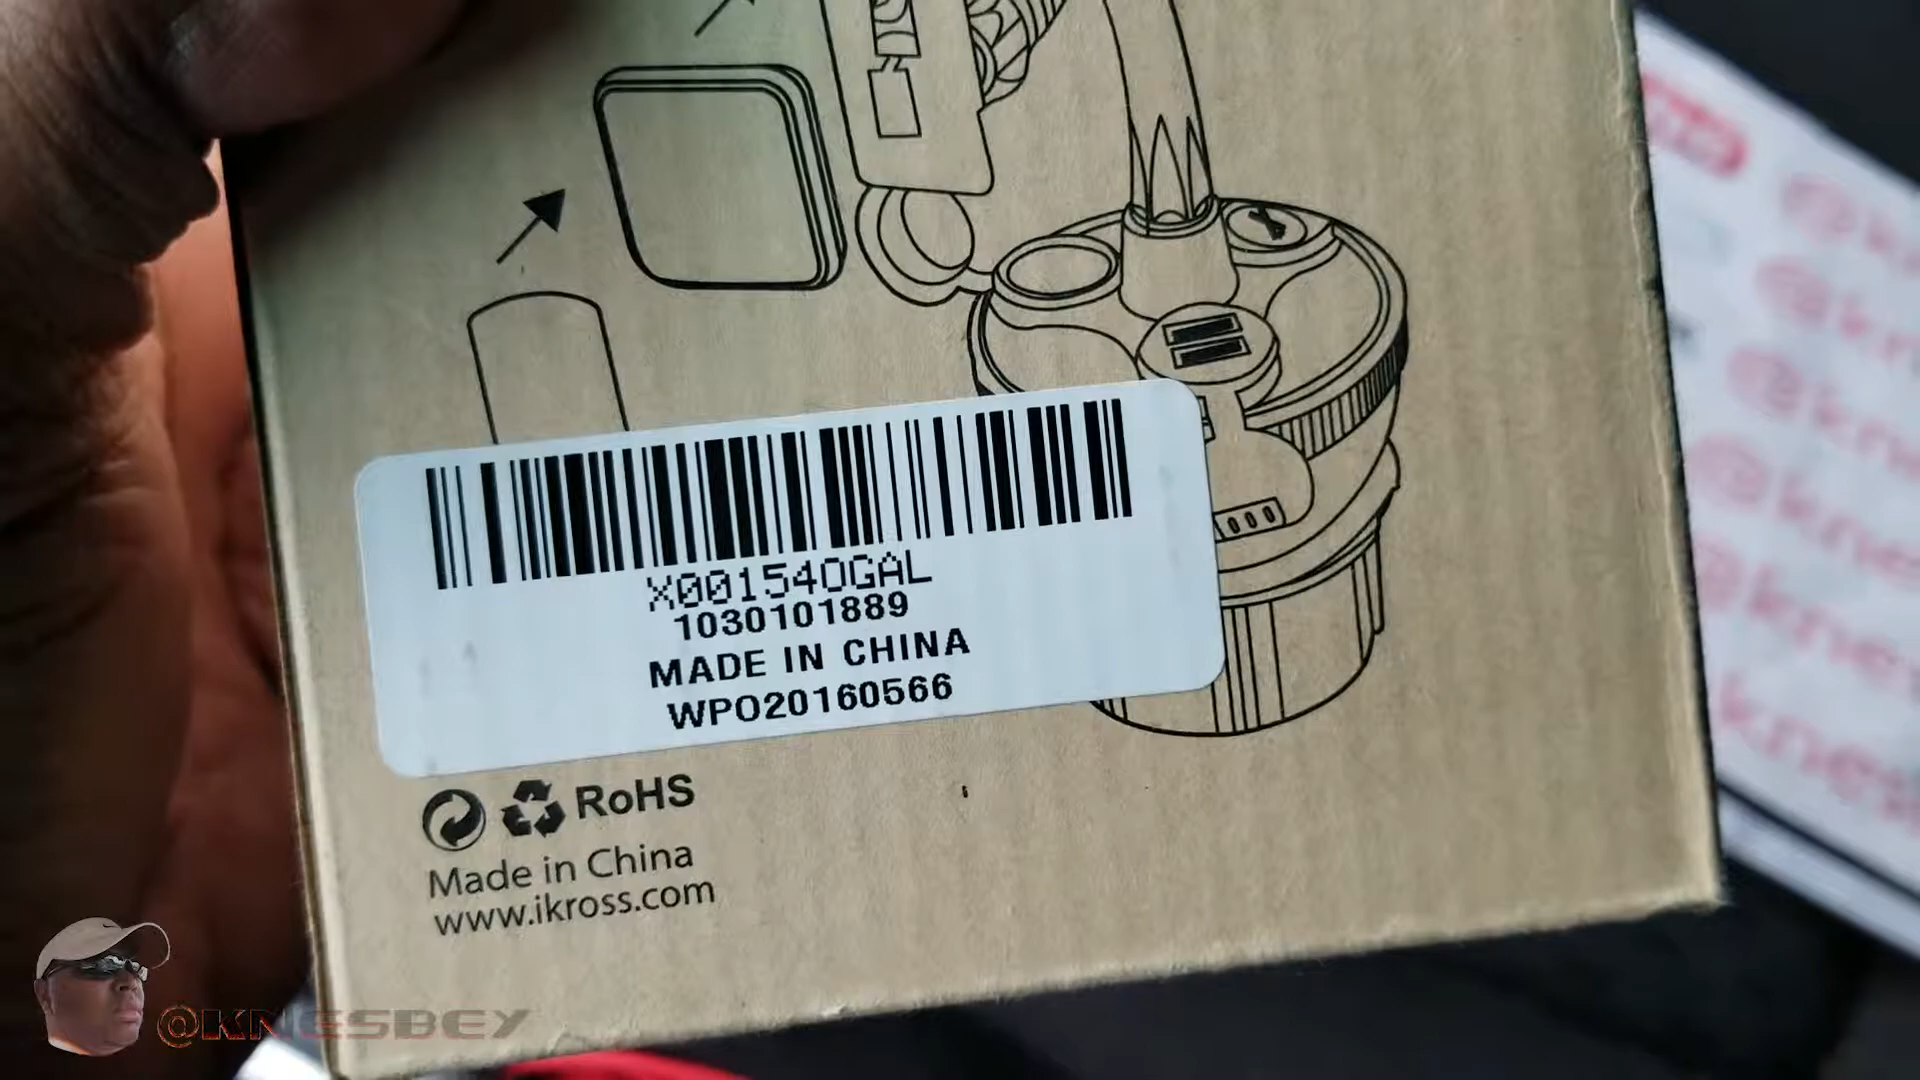 X001540GAL
1030101889
MADE IN CHINA
WPO20160566
RoHS
Made in China
www.ikross.com
@KNESBEY